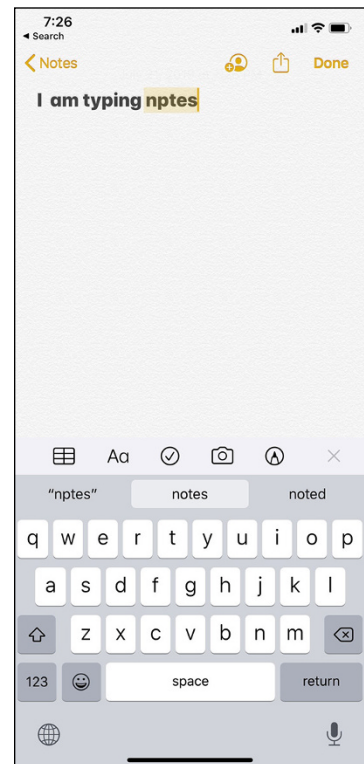 7:26
◀ Search
Notes
Done
I am typing nptes
Aa
“nptes” notes noted
q w e r t y u i o p
a s d f g h j k l
z x c v b n m
123 space return